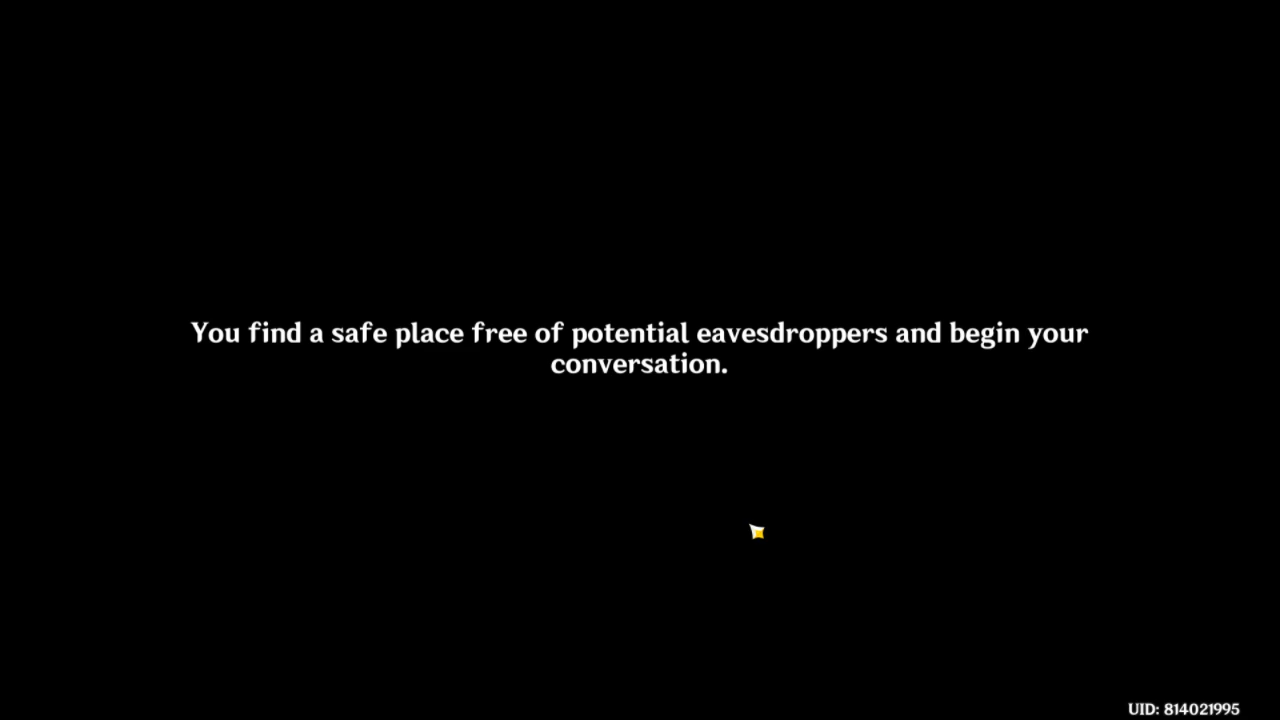 You find a safe place free of potential eavesdroppers and begin your
conversation.
UID: 814021995